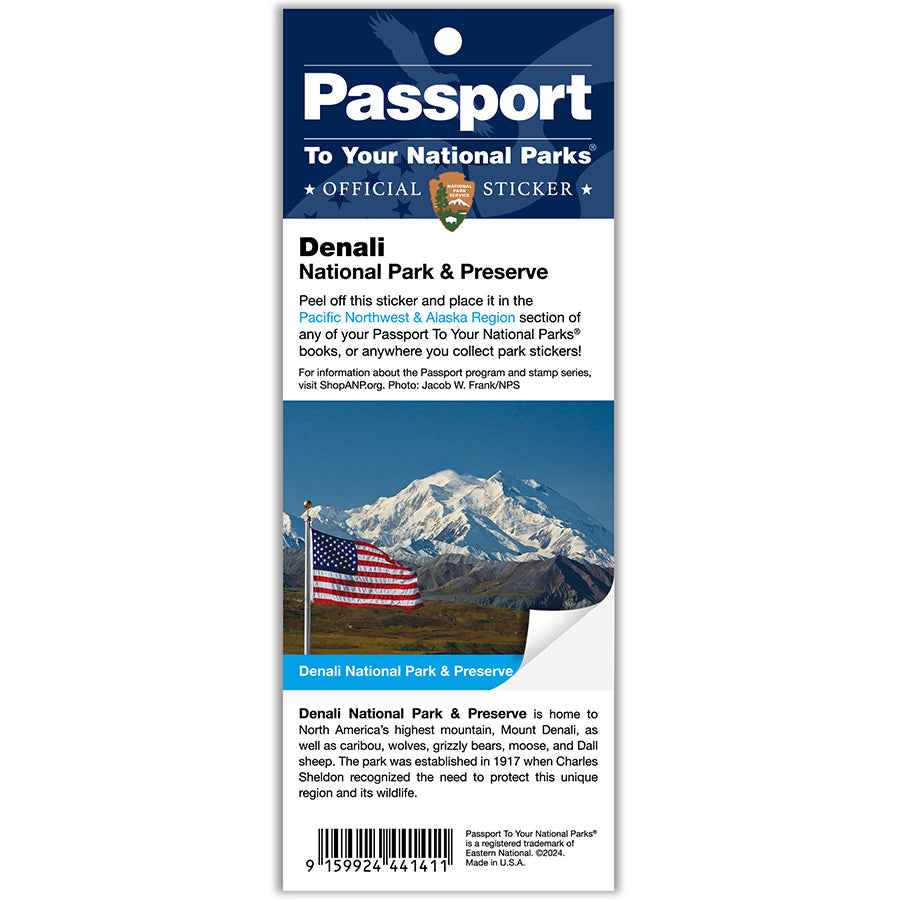 Passport
To Your National Parks®
★ OFFICIAL STICKER ★
NATIONAL
PARK
SERVICE
Denali
National Park & Preserve
Peel off this sticker and place it in the
Pacific Northwest & Alaska Region section of
any of your Passport To Your National Parks®
books, or anywhere you collect park stickers!
For information about the Passport program and stamp series,
visit ShopANP.org. Photo: Jacob W. Frank/NPS
Denali National Park & Preserve
Denali National Park & Preserve is home to
North America's highest mountain, Mount Denali, as
well as caribou, wolves, grizzly bears, moose, and Dall
sheep. The park was established in 1917 when Charles
Sheldon recognized the need to protect this unique
region and its wildlife.
9 159924 441411
Passport To Your National Parks®
is a registered trademark of
Eastern National. ©2024.
Made in U.S.A.